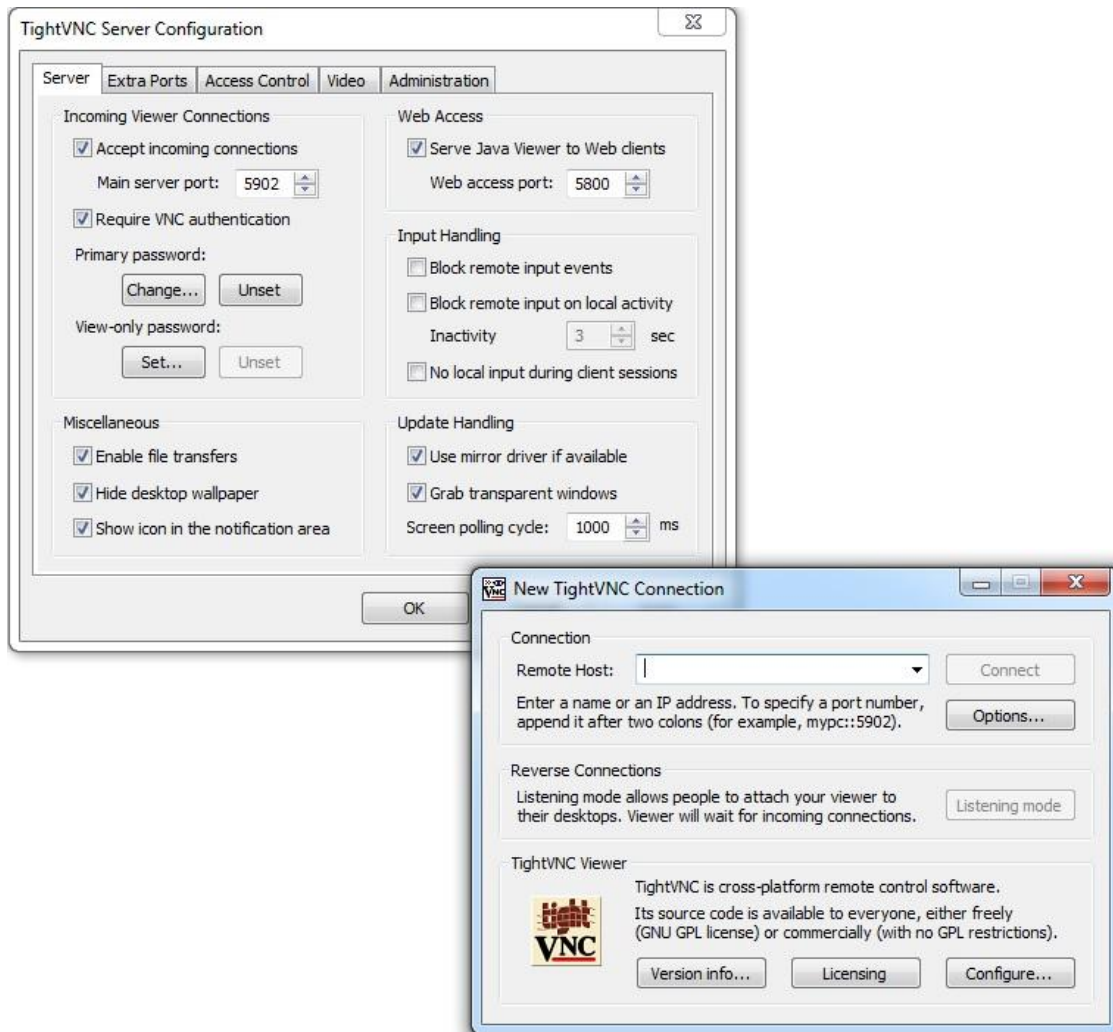 TightVNC Server Configuration
Server
Extra Ports
Access Control
Video
Administration
Incoming Viewer Connections
Accept incoming connections
Main server port: 5902
Require VNC authentication
Primary password:
Change... Unset
View-only password:
Set... Unset
Web Access
Serve Java Viewer to Web clients
Web access port: 5800
Input Handling
Block remote input events
Block remote input on local activity
Inactivity 3 sec
No local input during client sessions
Miscellaneous
Enable file transfers
Hide desktop wallpaper
Show icon in the notification area
Update Handling
Use mirror driver if available
Grab transparent windows
Screen polling cycle: 1000 ms
OK
VNC
New TightVNC Connection
Connection
Remote Host:
Connect
Enter a name or an IP address. To specify a port number,
append it after two colons (for example, mypc::5902).
Options...
Reverse Connections
Listening mode allows people to attach your viewer to
their desktops. Viewer will wait for incoming connections.
Listening mode
TightVNC Viewer
tight
VNC
TightVNC is cross-platform remote control software.
Its source code is available to everyone, either freely
(GNU GPL license) or commercially (with no GPL restrictions).
Version info... Licensing Configure...